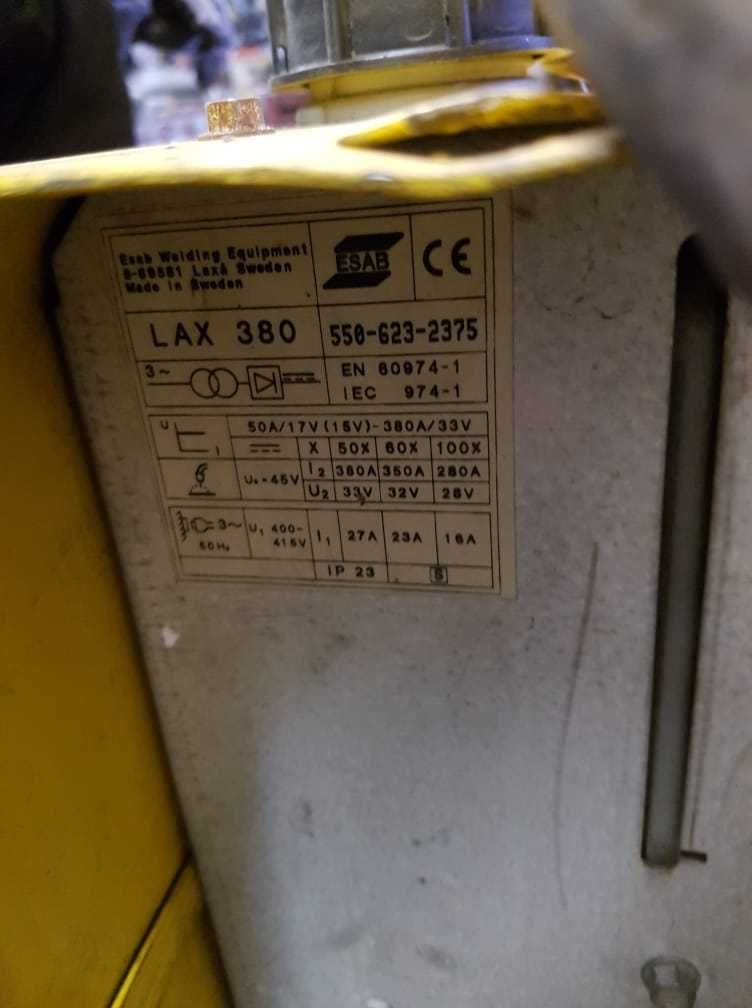 Esab Welding Equipment
S-69581 Laxå Sweden
Made in Sweden
ESAB
CE
LAX 380
550-623-2375
3~
EN 60974-1
IEC 974-1
50A/17V(15V)-380A/33V
X 50% 60% 100%
U₀-45V
I₂ 380A 350A 280A
U₂ 33V 32V 28V
3~
50Hz
U₁ 400-
415V
I₁ 27A 23A 16A
IP 23
S